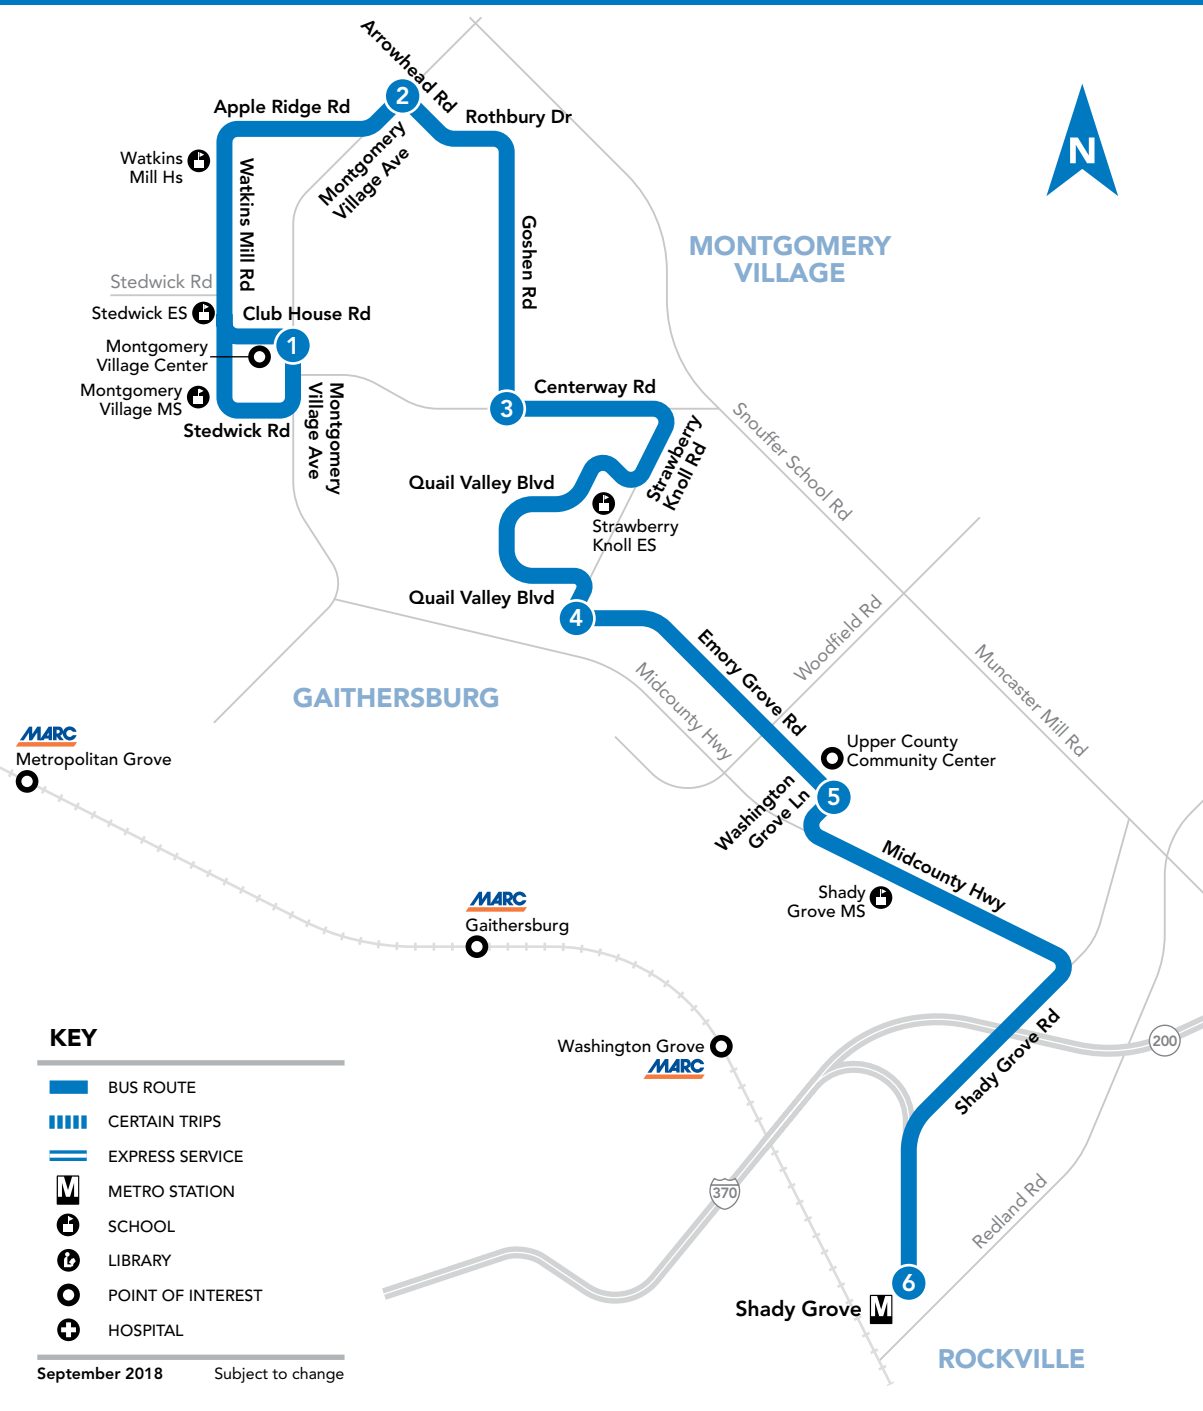 Arrowhead Rd
2
Apple Ridge Rd
Rothbury Dr
Montgomery
Village Ave
Watkins
Mill Hs
Watkins Mill Rd
Goshen Rd
N
MONTGOMERY
VILLAGE
Stedwick Rd
Stedwick ES
Club House Rd
1
Montgomery
Village Center
Montgomery
Village MS
Stedwick Rd
Montgomery
Village Ave
Centerway Rd
3
Strawberry
Knoll Rd
Snouffer School Rd
Quail Valley Blvd
Strawberry
Knoll ES
Quail Valley Blvd
4
Emory Grove Rd
Woodfield Rd
Muncaster Mill Rd
Midcounty Hwy
GAITHERSBURG
MARC
Metropolitan Grove
Upper County
Community Center
5
Washington
Grove Ln
Midcounty Hwy
Shady
Grove MS
MARC
Gaithersburg
Washington Grove
MARC
Shady Grove Rd
200
370
Redland Rd
6
Shady Grove M
ROCKVILLE
KEY
BUS ROUTE
CERTAIN TRIPS
EXPRESS SERVICE
M METRO STATION
SCHOOL
LIBRARY
POINT OF INTEREST
HOSPITAL
September 2018 Subject to change